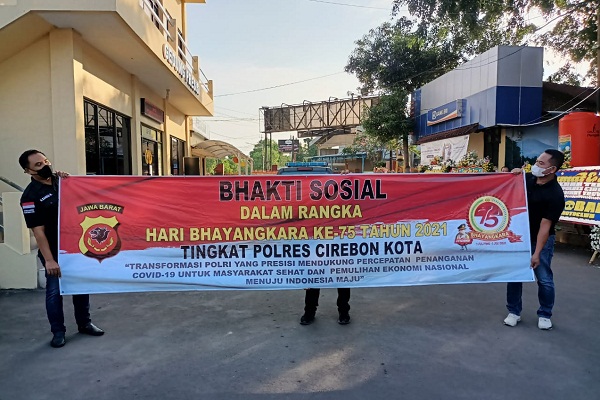 JAWA BARAT
BHAKTI SOSIAL
DALAM RANGKA
HARI BHAYANGKARA KE-75 TAHUN 2021
TINGKAT POLRES CIREBON KOTA
"TRANSFORMASI POLRI YANG PRESISI MENDUKUNG PERCEPATAN PENANGANAN
COVID-19 UNTUK MASYARAKAT SEHAT DAN PEMULIHAN EKONOMI NASIONAL
MENUJU INDONESIA MAJU"
75
BHAYANGKARA